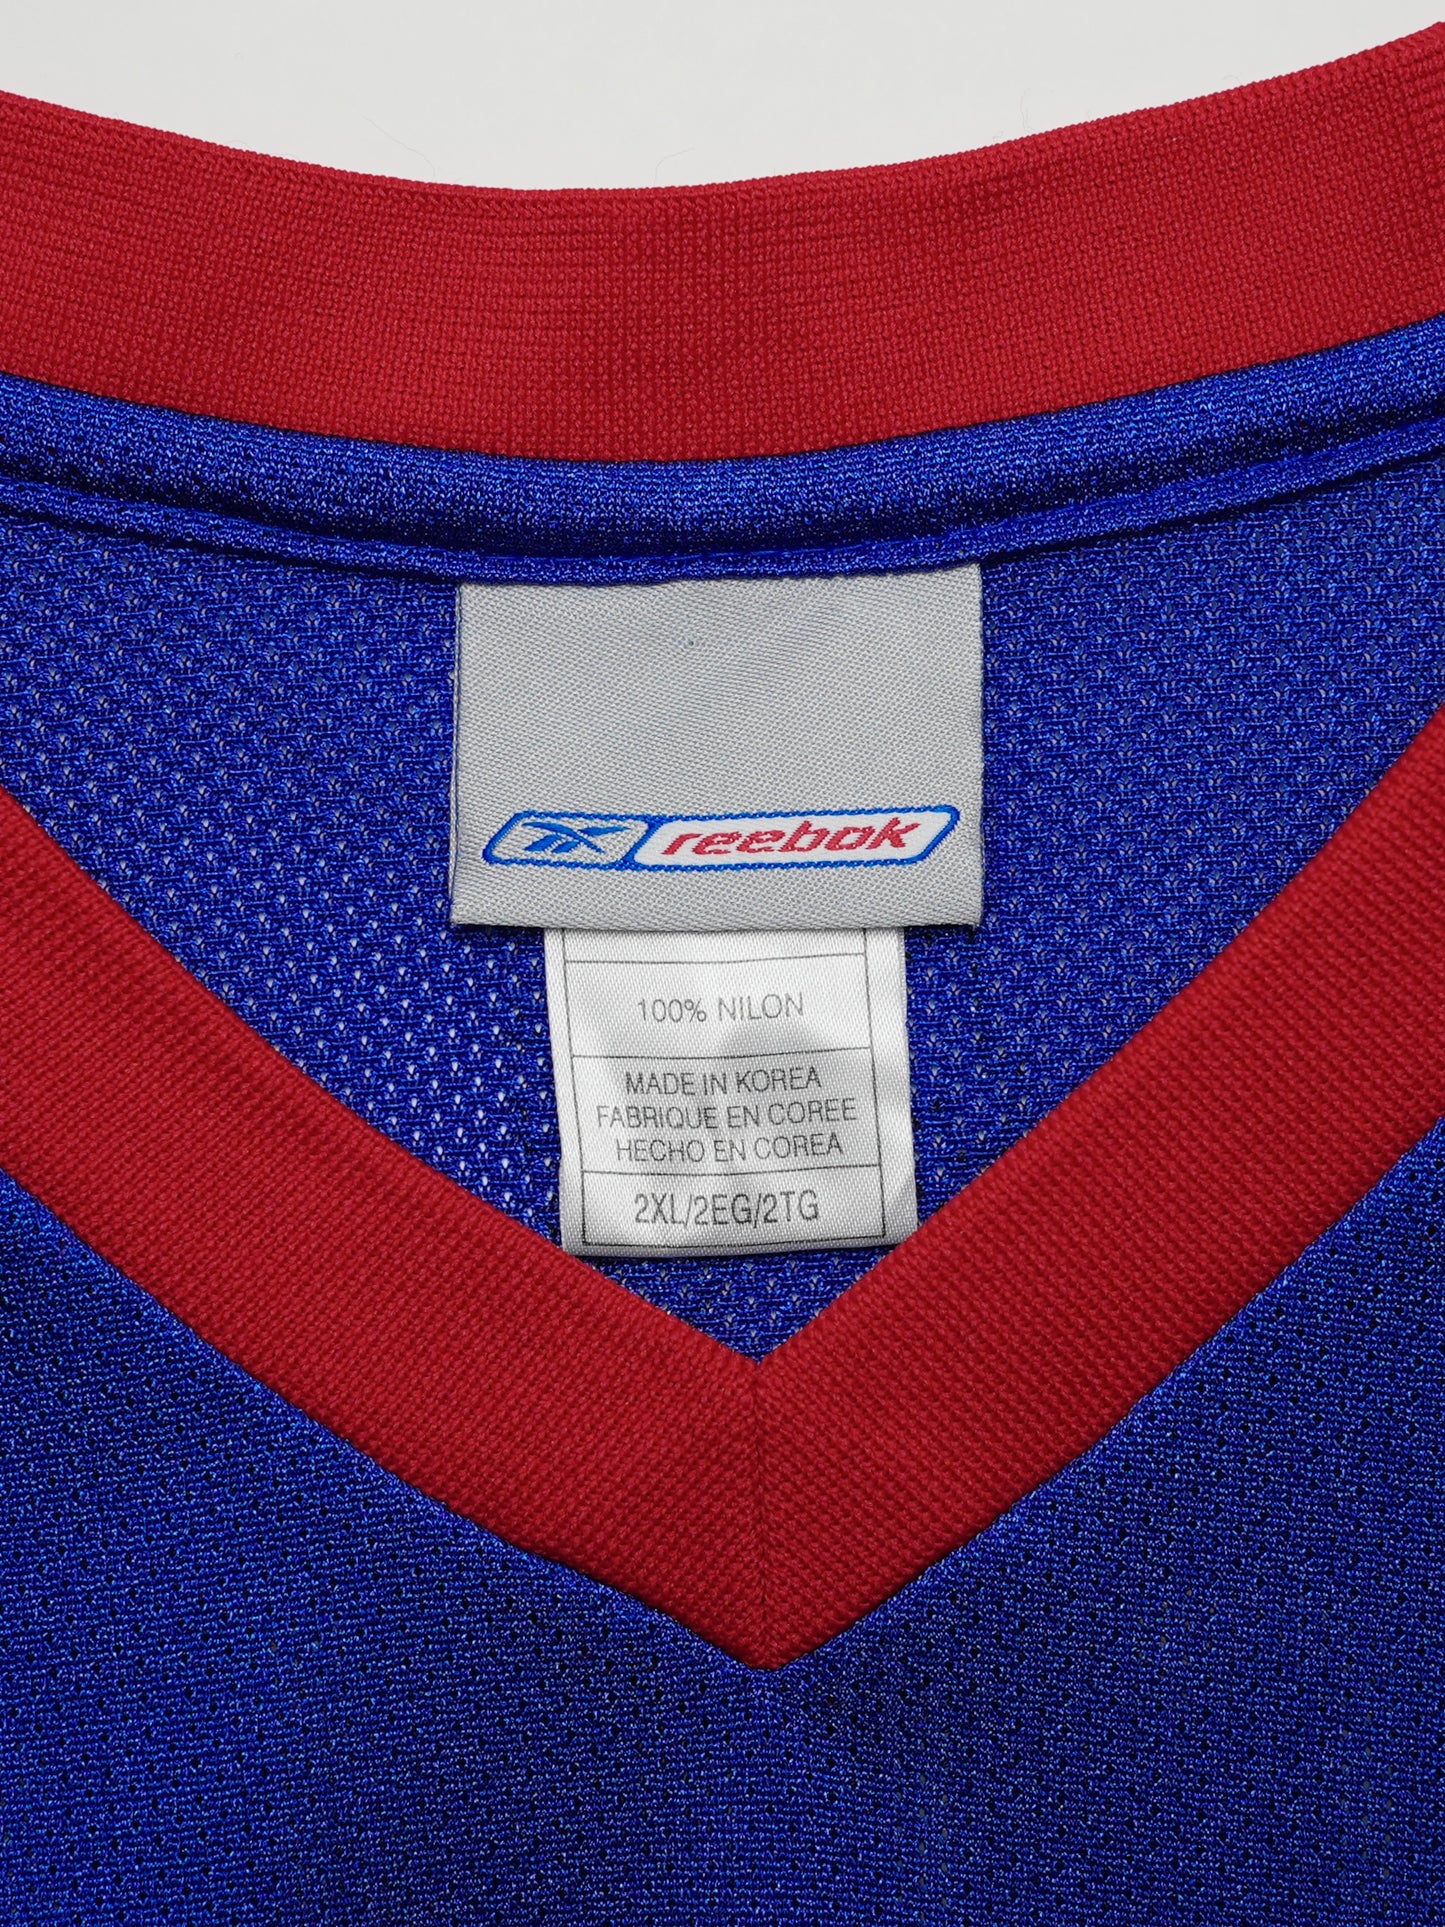 reebok
100% NILON
MADE IN KOREA
FABRIQUE EN COREE
HECHO EN COREA
2XL/2EG/2TG